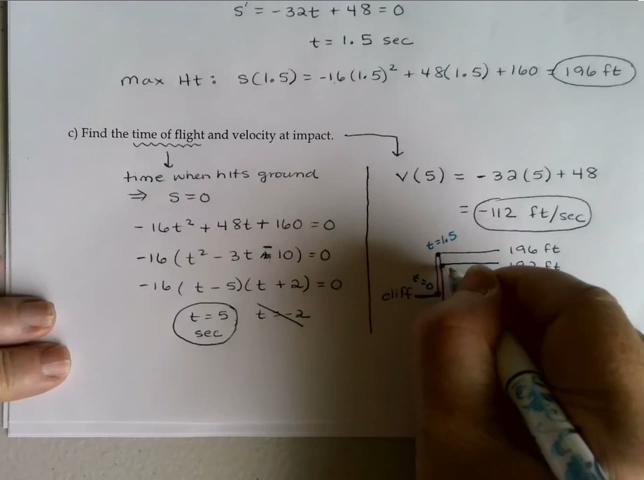 s' = -32t + 48 = 0
t = 1.5 sec
max Ht: s(1.5) = -16(1.5)² + 48(1.5) + 160 = 196 ft
c) Find the time of flight and velocity at impact.
time when hits ground
⇒ s = 0
-16t² + 48t + 160 = 0
-16(t² - 3t - 10) = 0
-16(t - 5)(t + 2) = 0
t = 5 sec
t = -2
v(5) = -32(5) + 48
= -112 ft/sec
t=1.5
196 ft
192 ft
t=0
cliff